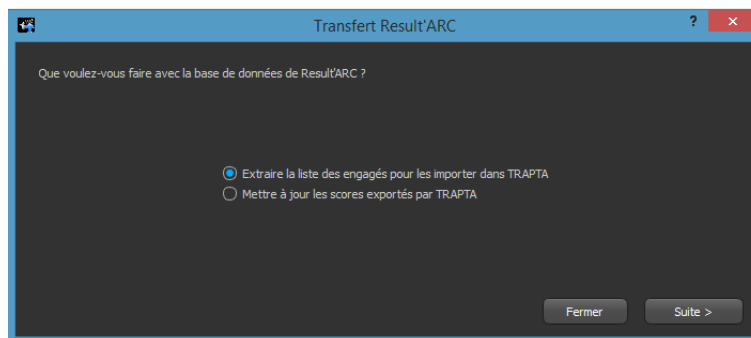 Transfert Result'ARC
?
Que voulez-vous faire avec la base de données de Result'ARC ?
Extraire la liste des engagés pour les importer dans TRAPTA
Mettre à jour les scores exportés par TRAPTA
Fermer
Suite >